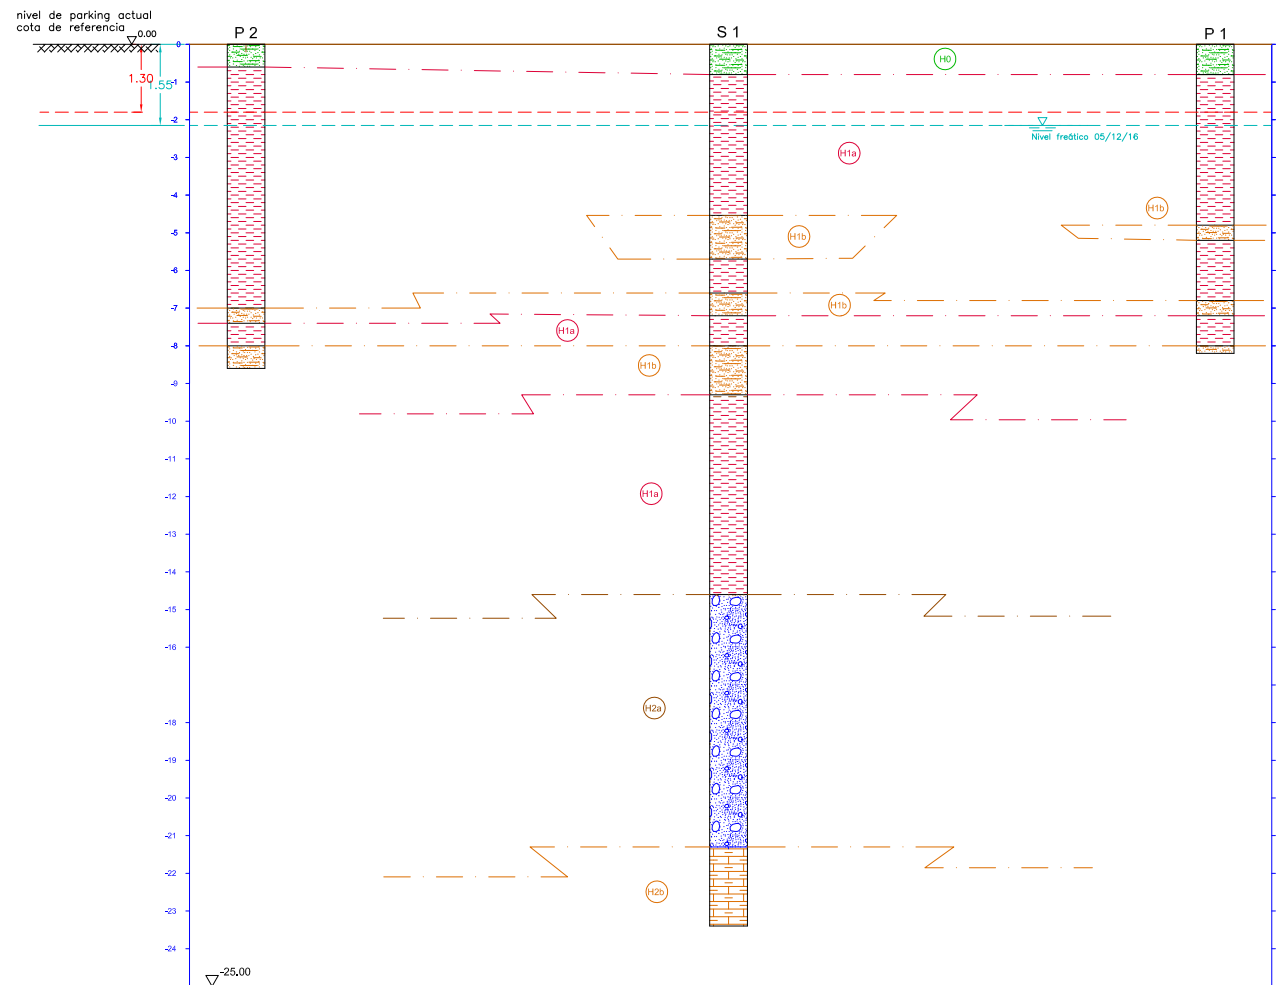 nivel de parking actual
cota de referencia
0.00
P 2
S 1
P 1
0
H0
-1
1.30
1.55
-2
Nivel freático 05/12/16
-3
H1a
-4
H1b
-5
H1b
-6
-7
H1b
H1a
-8
H1b
-9
-10
-11
-12
H1a
-13
-14
-15
-16
H2a
-18
-19
-20
-21
-22
H2b
-23
-24
-25.00